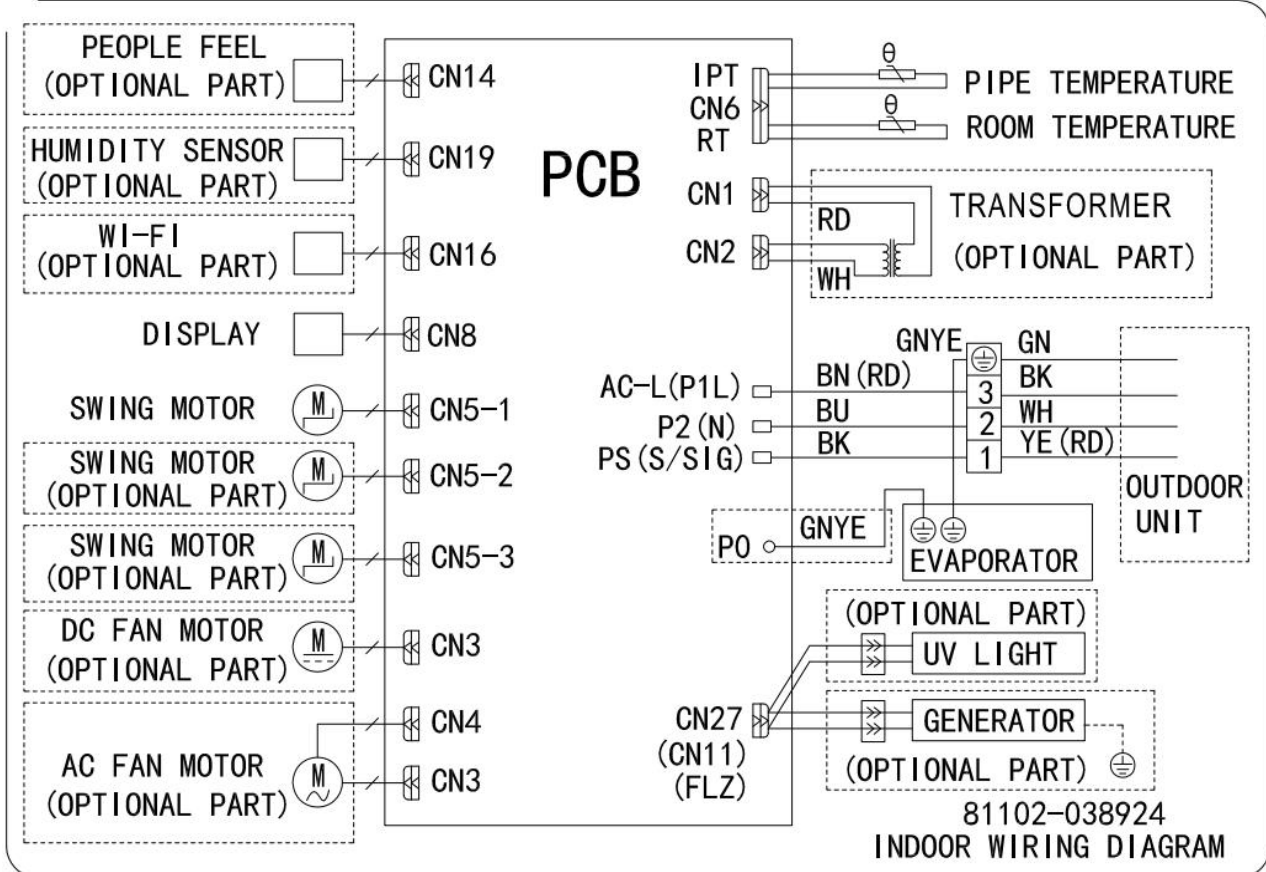 PEOPLE FEEL
(OPTIONAL PART)
CN14
HUMIDITY SENSOR
(OPTIONAL PART)
CN19
WI-FI
(OPTIONAL PART)
CN16
DISPLAY
CN8
SWING MOTOR
M
CN5-1
SWING MOTOR
(OPTIONAL PART)
M
CN5-2
SWING MOTOR
(OPTIONAL PART)
M
CN5-3
DC FAN MOTOR
(OPTIONAL PART)
M
CN3
CN4
AC FAN MOTOR
(OPTIONAL PART)
M
CN3
PCB
IPT
CN6
RT
θ
PIPE TEMPERATURE
θ
ROOM TEMPERATURE
CN1
CN2
RD
WH
TRANSFORMER
(OPTIONAL PART)
GNYE
GN
AC-L(P1L)
BN(RD)
3
BK
P2(N)
BU
2
WH
PS(S/SIG)
BK
1
YE(RD)
OUTDOOR
UNIT
P0
GNYE
EVAPORATOR
(OPTIONAL PART)
UV LIGHT
CN27
(CN11)
(FLZ)
GENERATOR
(OPTIONAL PART)
81102-038924
INDOOR WIRING DIAGRAM